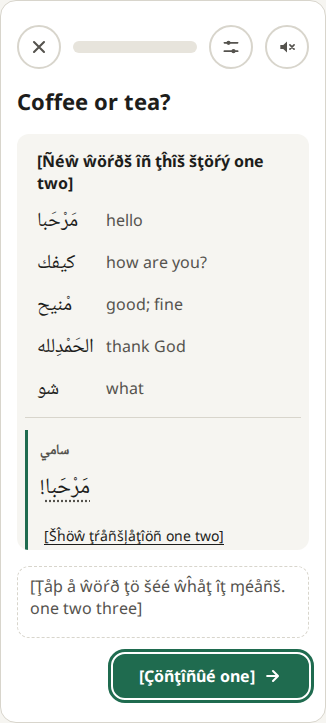 Coffee or tea?
[Ñéŵ ŵöŕðš îñ ţĥîš šţöŕý one
two]
مَرْحَبا hello
كيفك how are you?
مْنيح good; fine
الحَمْدِلله thank God
شو what
سامي
مَرْحَبا!
[Šĥöŵ ţŕåñšļåţîöñ one two]
[Ţåþ å ŵöŕð ţö šéé ŵĥåţ îţ ɱéåñš.
one two three]
[Çöñţîñûé one]